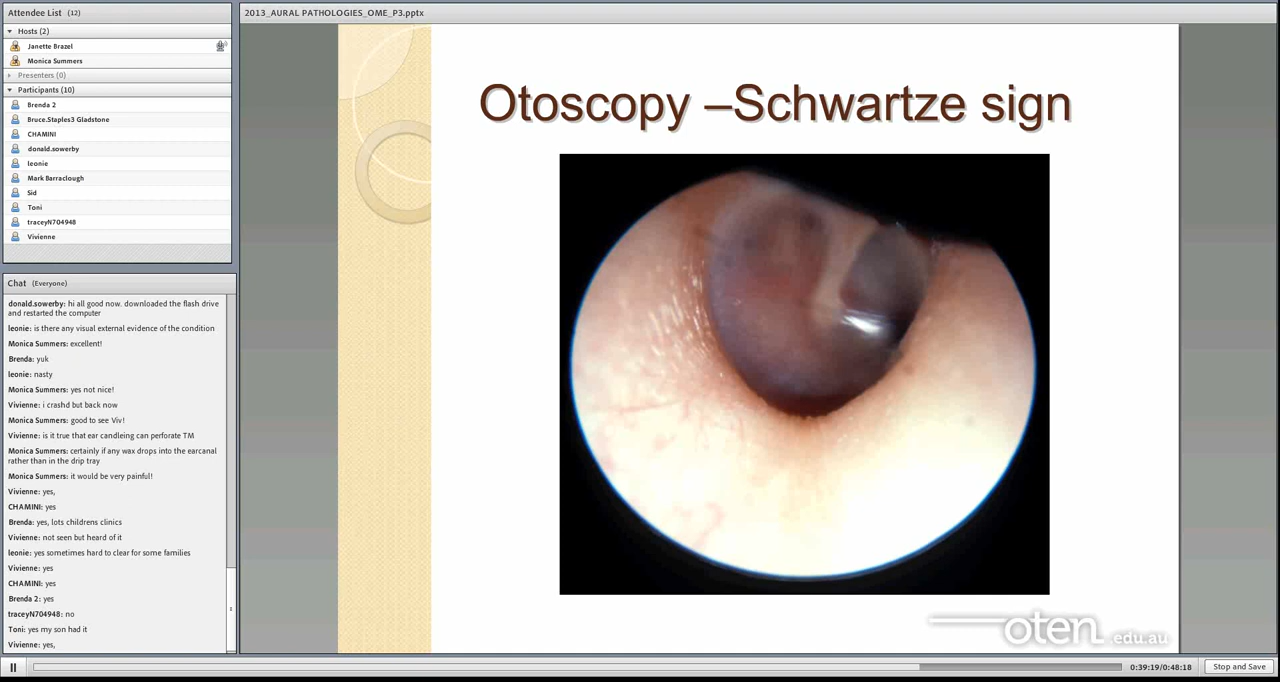 Attendee List (12)
Hosts (2)
Janette Brazel
Monica Summers
Presenters (0)
Participants (10)
Brenda 2
Bruce.Staples3 Gladstone
CHAMINI
donald.sowerby
leonie
Mark Barraclough
Sid
Toni
traceyN704948
Vivienne
Chat (Everyone)
donald.sowerby: hi all good now. downloaded the flash drive
and restarted the computer
leonie: is there any visual external evidence of the condition
Monica Summers: excellent!
Brenda: yuk
leonie: nasty
Monica Summers: yes not nice!
Vivienne: i crashd but back now
Monica Summers: good to see Viv!
Vivienne: is it true that ear candleing can perforate TM
Monica Summers: certainly if any wax drops into the earcanal
rather than in the drip tray
Monica Summers: it would be very painful!
Vivienne: yes,
CHAMINI: yes
Brenda: yes, lots childrens clinics
Vivienne: not seen but heard of it
leonie: yes sometimes hard to clear for some families
Vivienne: yes
CHAMINI: yes
Brenda 2: yes
traceyN704948: no
Toni: yes my son had it
Vivienne: yes,
2013_AURAL PATHOLOGIES_OME_P3.pptx
Otoscopy –Schwartze sign
oten.edu.au
0:39:19/0:48:18
Stop and Save